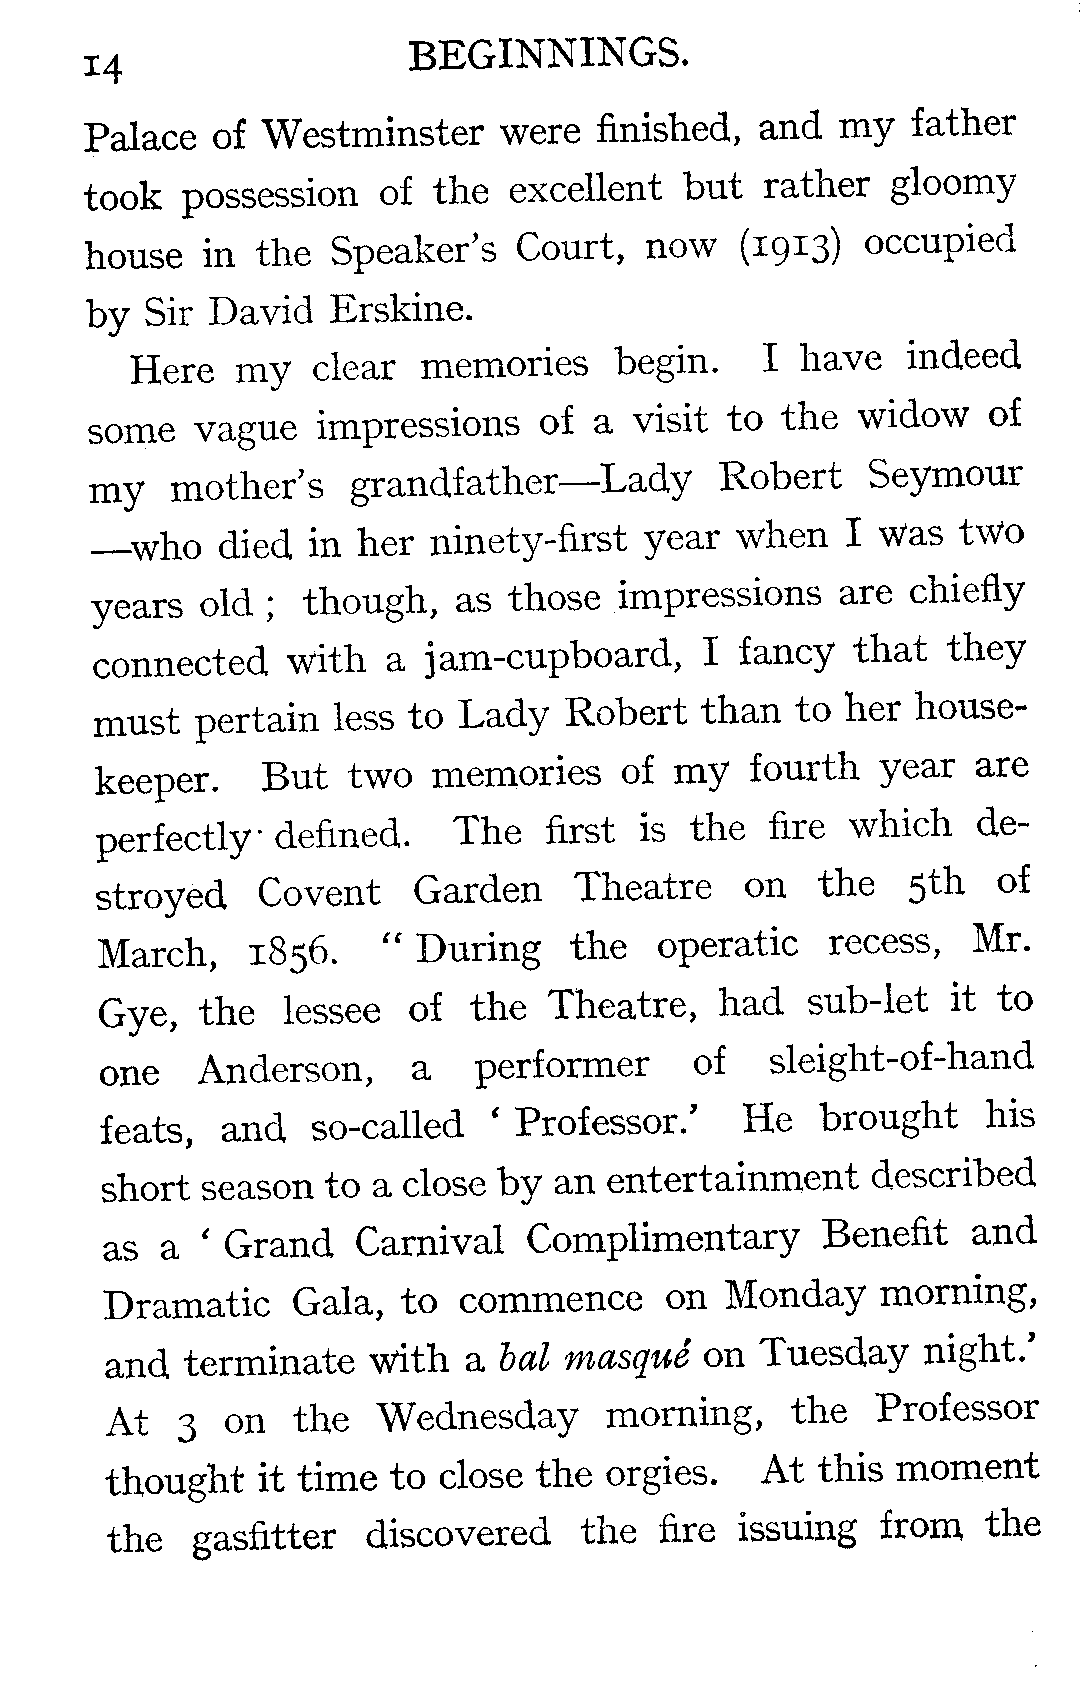 14 BEGINNINGS.
Palace of Westminster were finished, and my father
took possession of the excellent but rather gloomy
house in the Speaker's Court, now (1913) occupied
by Sir David Erskine.
Here my clear memories begin. I have indeed
some vague impressions of a visit to the widow of
my mother's grandfather—Lady Robert Seymour
—who died in her ninety-first year when I was two
years old ; though, as those impressions are chiefly
connected with a jam-cupboard, I fancy that they
must pertain less to Lady Robert than to her house-
keeper. But two memories of my fourth year are
perfectly defined. The first is the fire which de-
stroyed Covent Garden Theatre on the 5th of
March, 1856. “ During the operatic recess, Mr.
Gye, the lessee of the Theatre, had sub-let it to
one Anderson, a performer of sleight-of-hand
feats, and so-called ‘ Professor.’ He brought his
short season to a close by an entertainment described
as a ‘ Grand Carnival Complimentary Benefit and
Dramatic Gala, to commence on Monday morning,
and terminate with a bal masqué on Tuesday night.’
At 3 on the Wednesday morning, the Professor
thought it time to close the orgies. At this moment
the gasfitter discovered the fire issuing from the